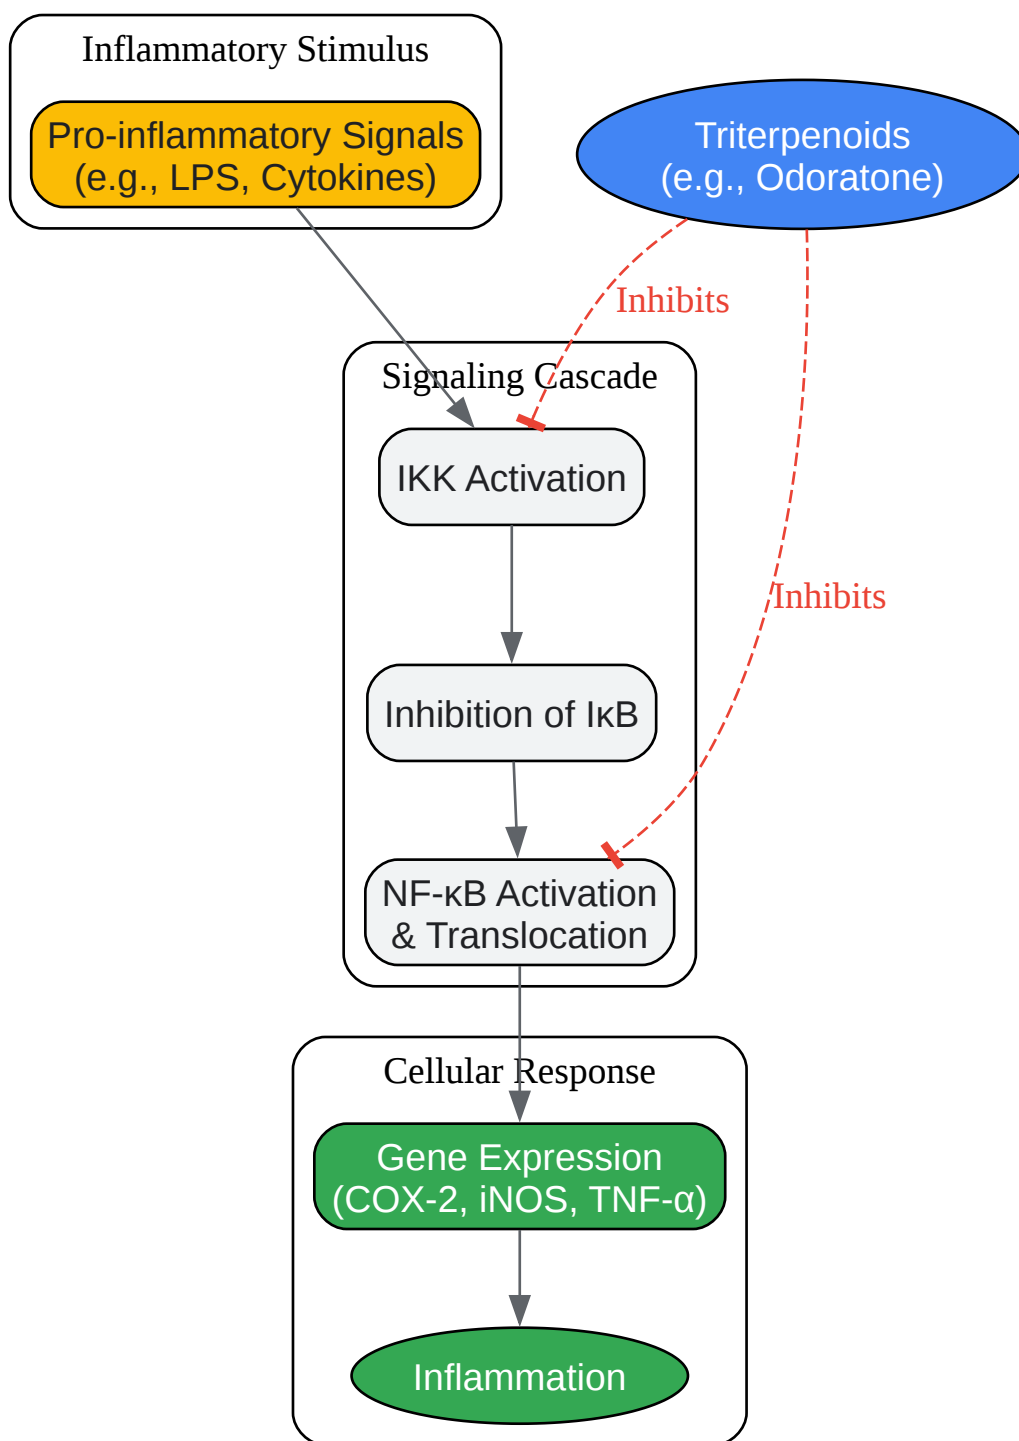 Inflammatory Stimulus
Pro-inflammatory Signals
(e.g., LPS, Cytokines)
Triterpenoids
(e.g., Odoratone)
Inhibits
Signaling Cascade
IKK Activation
Inhibits
Inhibition of IκB
NF-κB Activation
& Translocation
Cellular Response
Gene Expression
(COX-2, iNOS, TNF-α)
Inflammation